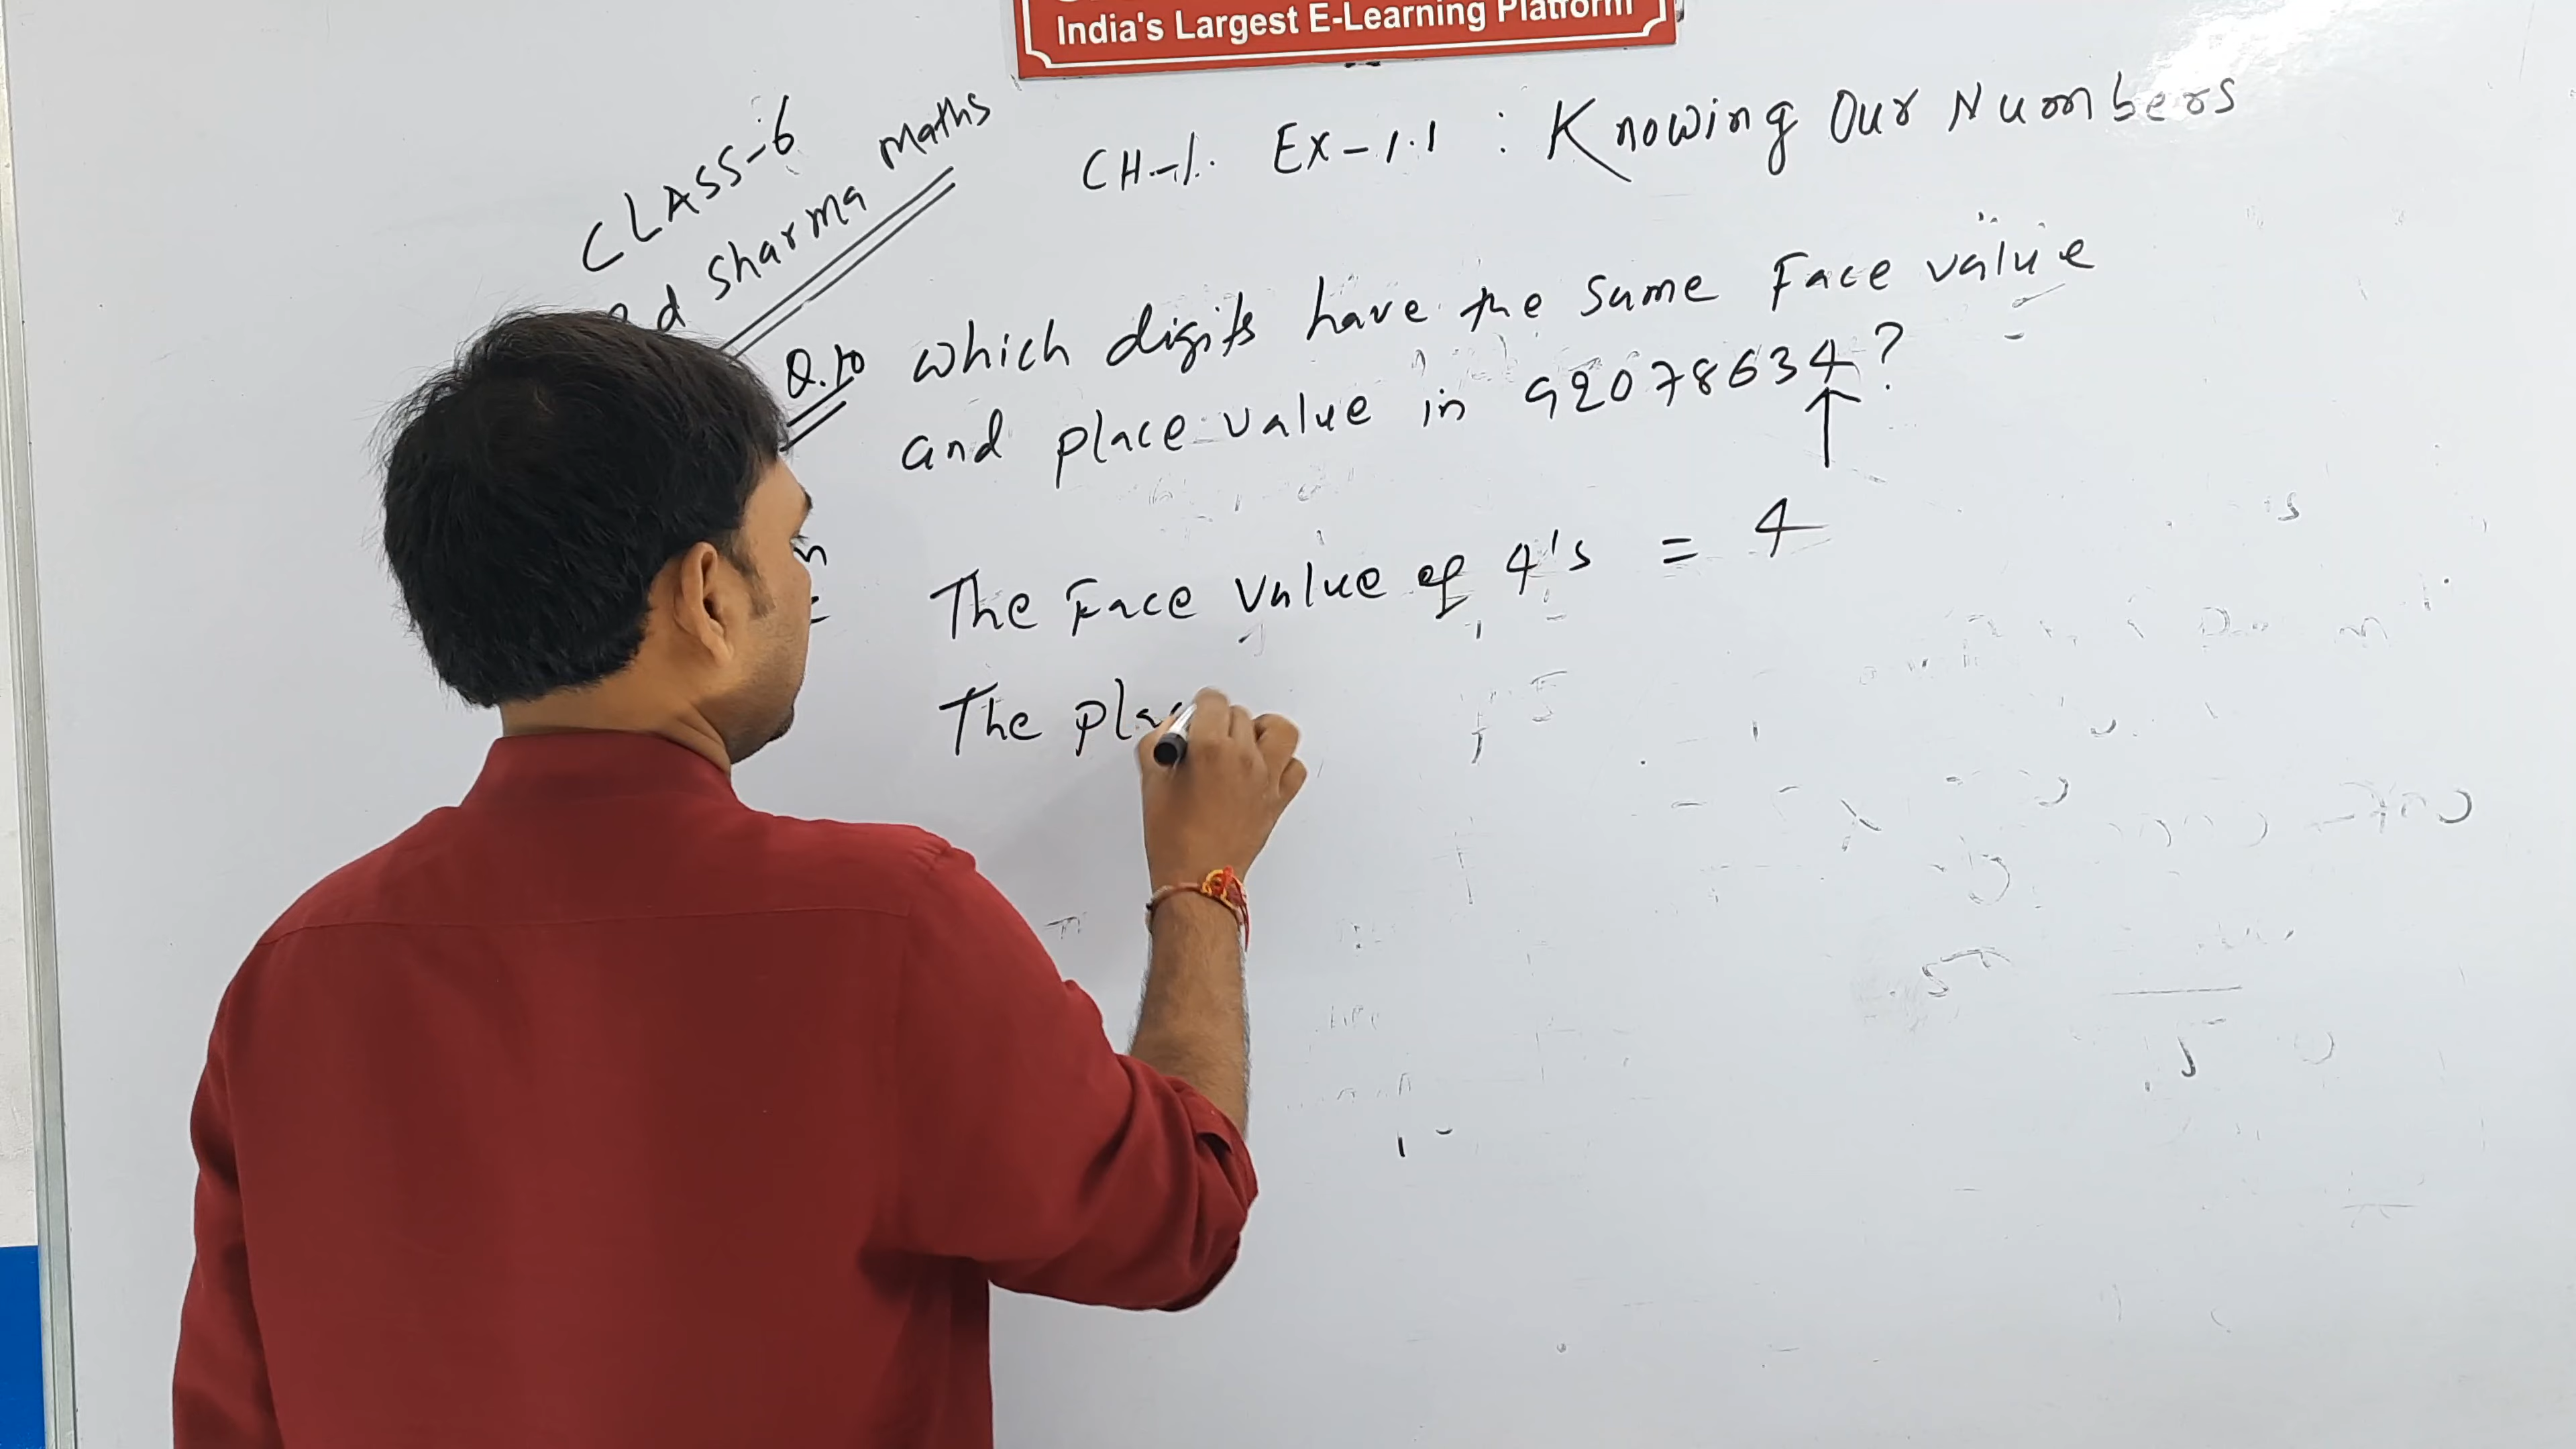 India's Largest E-Learning Platform
CLASS-6
sharma maths
CH-1. Ex-1.1 : Knowing Our Numbers
Q.10 which digits have the same Face value
and place value in 92078634?
The Face value of 4's = 4
The pla